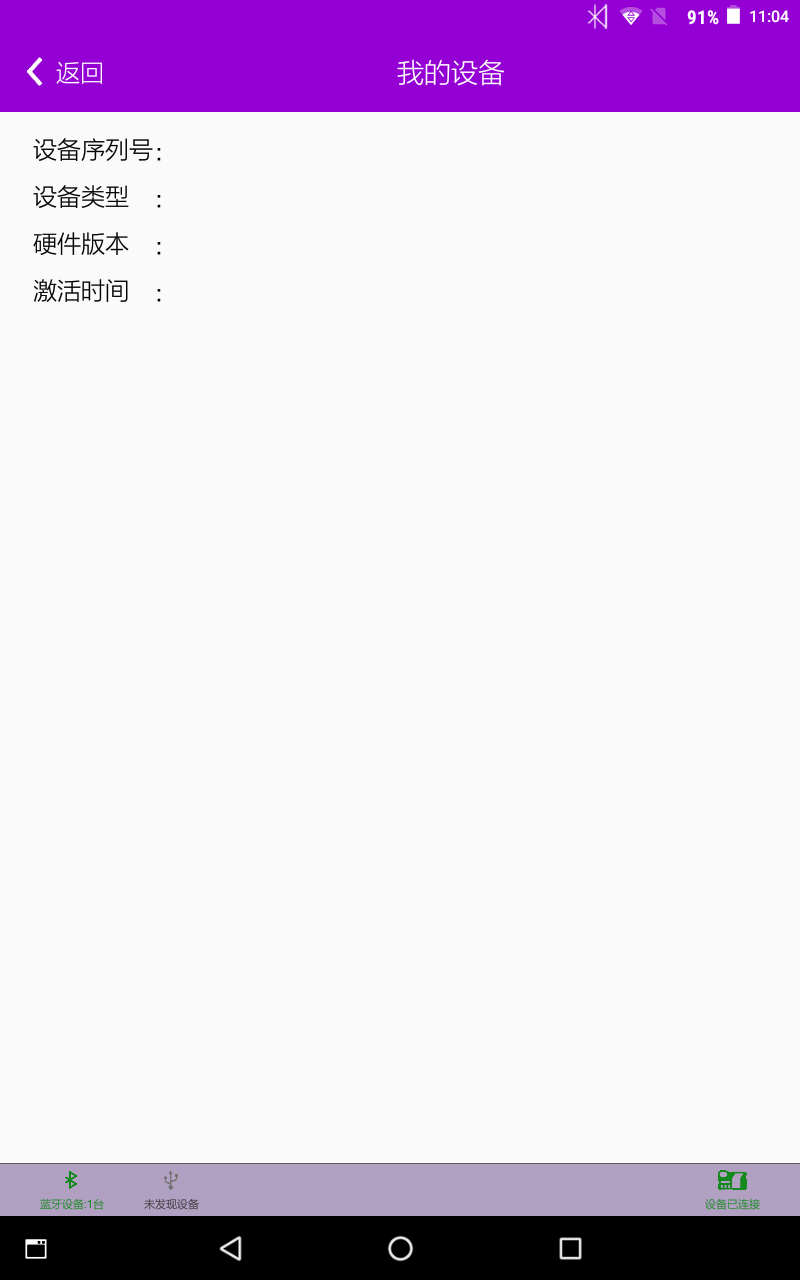 91% 11:04
返回 我的设备
设备序列号:
设备类型 :
硬件版本 :
激活时间 :
蓝牙设备:1台 未发现设备 设备已连接